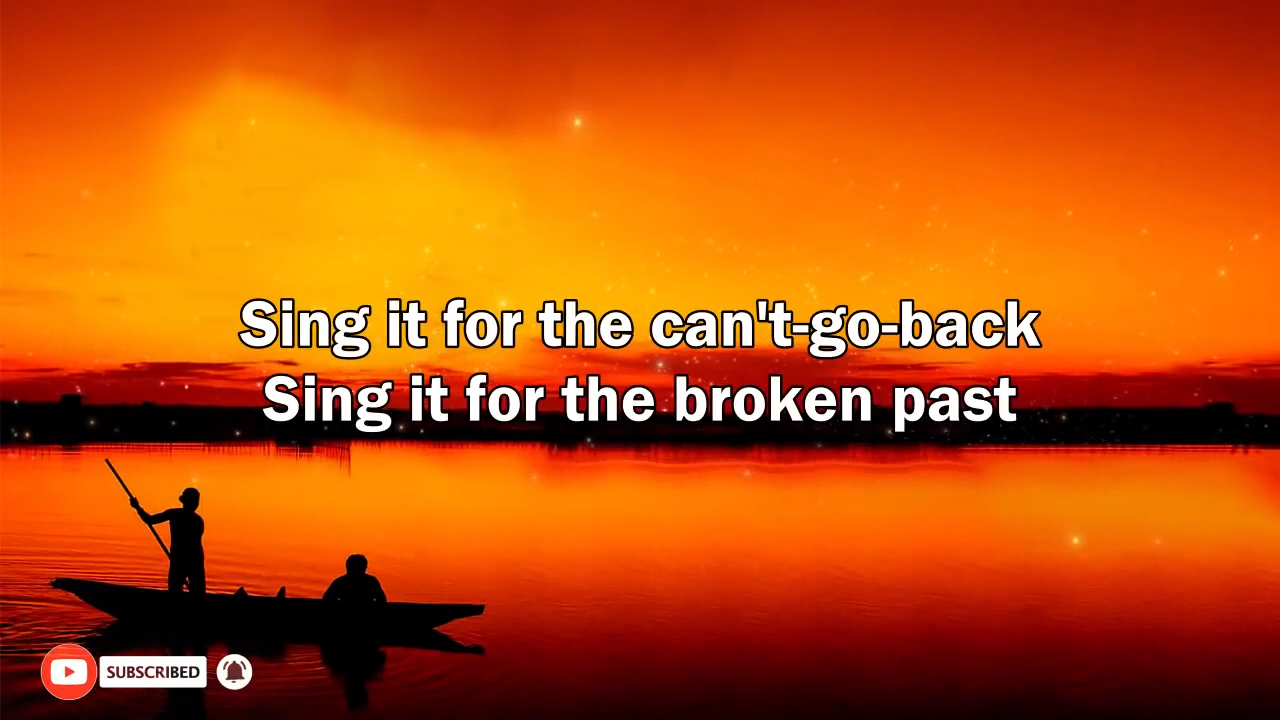 Sing it for the can't-go-back
Sing it for the broken past
SUBSCRIBED